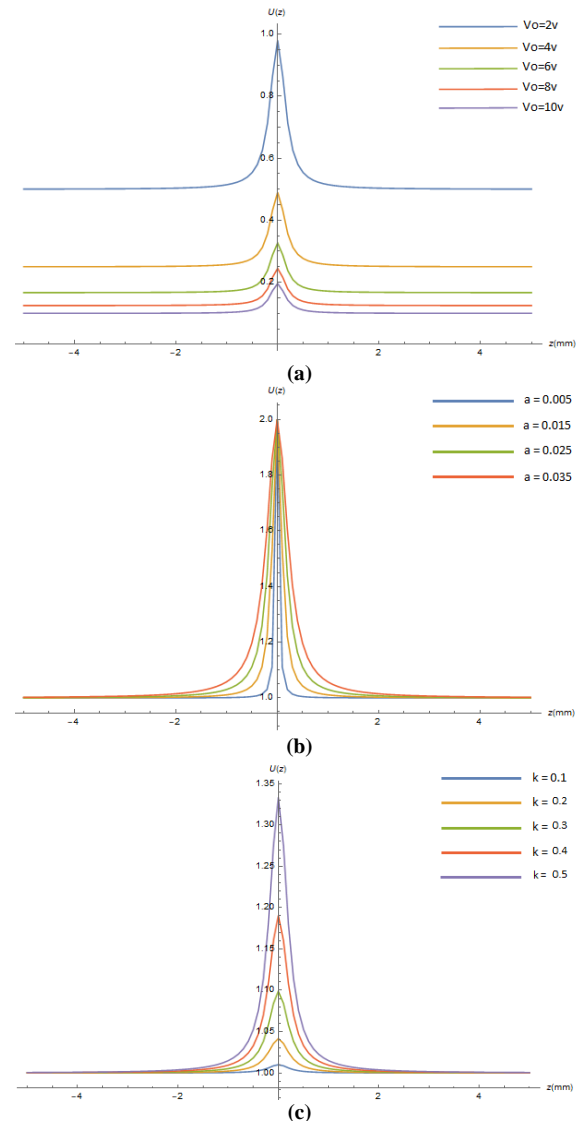 U(z)
1.0
0.8
0.6
0.4
0.2
-4
-2
2
4
z(mm)
Vo=2v
Vo=4v
Vo=6v
Vo=8v
Vo=10v
(a)
U(z)
2.0
1.8
1.6
1.4
1.2
1.0
-4
-2
2
4
z(mm)
a = 0.005
a = 0.015
a = 0.025
a = 0.035
(b)
U(z)
1.35
1.30
1.25
1.20
1.15
1.10
1.05
1.00
-4
-2
2
4
z(mm)
k = 0.1
k = 0.2
k = 0.3
k = 0.4
k = 0.5
(c)